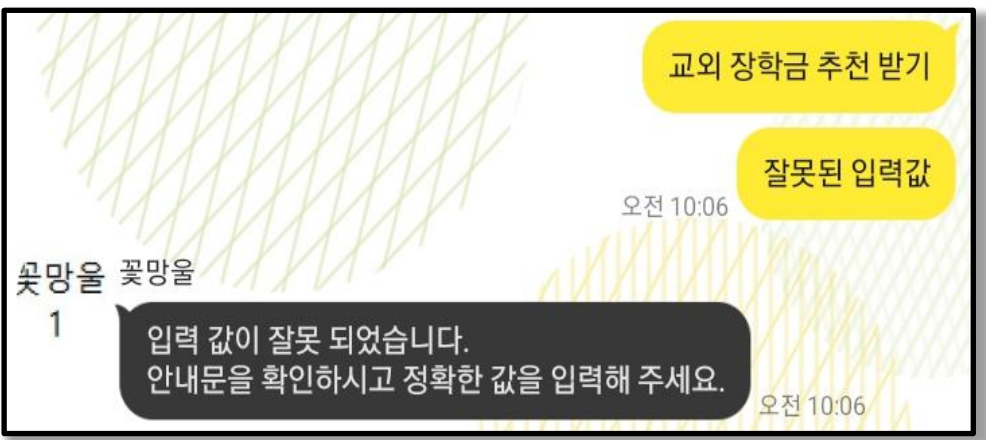 교외 장학금 추천 받기
잘못된 입력값
오전 10:06
꽃망울
1
꽃망울
입력 값이 잘못 되었습니다.
안내문을 확인하시고 정확한 값을 입력해 주세요.
오전 10:06